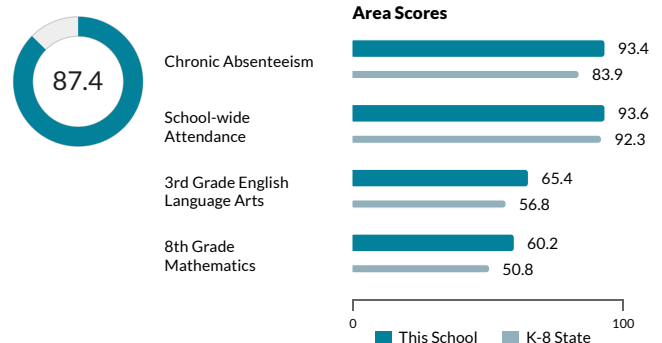 87.4
Area Scores
Chronic Absenteeism
93.4
83.9
School-wide
Attendance
93.6
92.3
3rd Grade English
Language Arts
65.4
56.8
8th Grade
Mathematics
60.2
50.8
0
100
This School
K-8 State